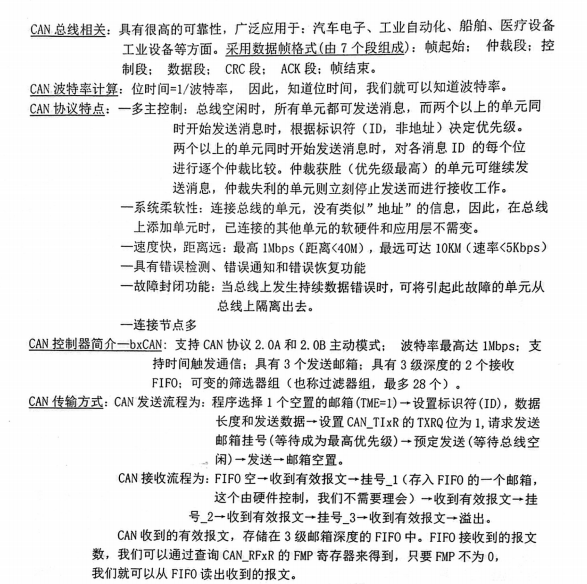 CAN 总线相关：具有很高的可靠性，广泛应用于：汽车电子、工业自动化、船舶、医疗设备
工业设备等方面。采用数据帧格式(由 7 个段组成)：帧起始； 仲裁段；控
制段； 数据段； CRC 段； ACK 段；帧结束。
CAN 波特率计算：位时间=1/波特率， 因此，知道位时间，我们就可以知道波特率。
CAN 协议特点：—多主控制：总线空闲时，所有单元都可发送消息，而两个以上的单元同
时开始发送消息时，根据标识符（ID，非地址）决定优先级。
两个以上的单元同时开始发送消息时，对各消息 ID 的每个位
进行逐个仲裁比较。仲裁获胜（优先级最高）的单元可继续发
送消息，仲裁失利的单元则立刻停止发送而进行接收工作。
—系统柔软性：连接总线的单元，没有类似”地址”的信息，因此，在总线
上添加单元时，已连接的其他单元的软硬件和应用层不需变。
—速度快，距离远：最高 1Mbps（距离<40M），最远可达 10KM（速率<5Kbps）
—具有错误检测、错误通知和错误恢复功能
—故障封闭功能：当总线上发生持续数据错误时，可将引起此故障的单元从
总线上隔离出去。
—连接节点多
CAN 控制器简介—bxCAN：支持 CAN 协议 2.0A 和 2.0B 主动模式； 波特率最高达 1Mbps；支
持时间触发通信；具有 3 个发送邮箱；具有 3 级深度的 2 个接收
FIFO；可变的筛选器组（也称过滤器组，最多 28 个）。
CAN 传输方式：CAN 发送流程为：程序选择 1 个空置的邮箱(TME=1)→设置标识符(ID)，数据
长度和发送数据→设置 CAN_TIxR 的 TXRQ 位为 1,请求发送
邮箱挂号(等待成为最高优先级)→预定发送(等待总线空
闲)→发送→邮箱空置。
CAN 接收流程为：FIFO 空→收到有效报文→挂号_1（存入 FIFO 的一个邮箱，
这个由硬件控制，我们不需要理会）→收到有效报文→挂
号_2→收到有效报文→挂号_3→收到有效报文→溢出。
CAN 收到的有效报文，存储在 3 级邮箱深度的 FIFO 中。FIFO 接收到的报文
数，我们可以通过查询 CAN_RFxR 的 FMP 寄存器来得到，只要 FMP 不为 0，
我们就可以从 FIFO 读出收到的报文。